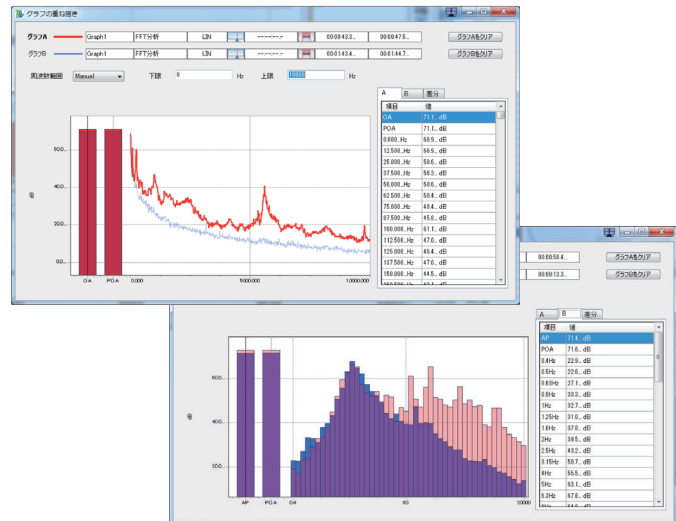 グラフの重ね描き
グラフA Graph1 FFT分析 LIN --:--:--.- 00:00:43.3... 00:00:47.5... グラフAをクリア
グラフB Graph1 FFT分析 LIN --:--:--.- 00:01:43.4... 00:01:44.7... グラフBをクリア
周波数範囲 Manual 下限 0 Hz 上限 10000 Hz
A B 差分
項目 値
OA 71.1... dB
POA 71.1... dB
0.000...Hz 68.9... dB
12.500...Hz 66.9... dB
25.000...Hz 58.6... dB
37.500...Hz 56.3... dB
50.000...Hz 50.6... dB
62.500...Hz 50.4... dB
75.000...Hz 48.4... dB
87.500...Hz 45.8... dB
100.000...Hz 61.1... dB
112.500...Hz 47.0... dB
125.000...Hz 46.4... dB
137.500...Hz 47.0... dB
150.000...Hz 44.5... dB
60.0...
40.0...
20.0...
0.0...
dB
OA POA 0.000 5000.000 10000.000
00:00:50.4... グラフAをクリア
00:00:13.3... グラフBをクリア
A B 差分
項目 値
AP 71.4... dB
POA 71.6... dB
0.4Hz 22.9... dB
0.5Hz 22.8... dB
0.63Hz 27.1... dB
0.8Hz 33.3... dB
1Hz 32.7... dB
1.25Hz 31.0... dB
1.6Hz 37.8... dB
2Hz 39.5... dB
2.5Hz 43.2... dB
3.15Hz 50.7... dB
4Hz 55.5... dB
5Hz 63.1... dB
6.3Hz 67.8... dB
60.0...
40.0...
20.0...
dB
AP POA 0.4 80 20000